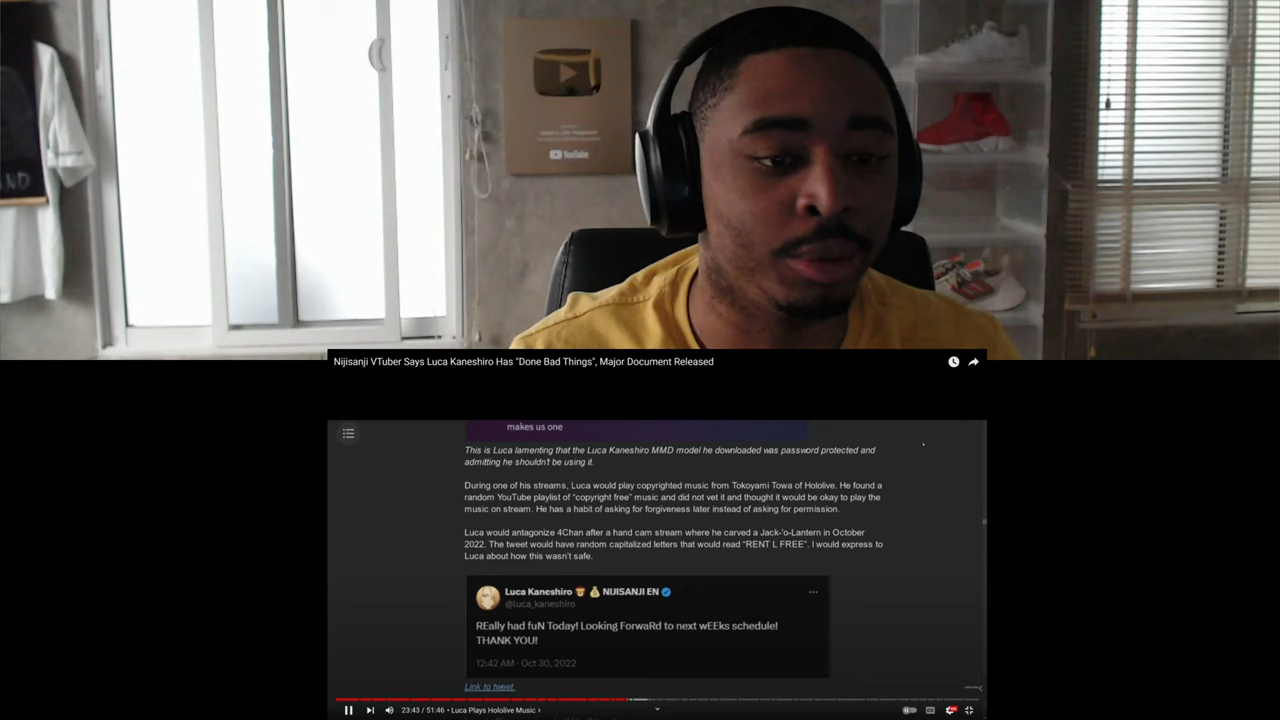 ND
YouTube
Nijisanji VTuber Says Luca Kaneshiro Has "Done Bad Things", Major Document Released
makes us one
This is Luca lamenting that the Luca Kaneshiro MMD model he downloaded was password protected and
admitting he shouldn't be using it.
During one of his streams, Luca would play copyrighted music from Tokoyami Towa of Hololive. He found a
random YouTube playlist of "copyright free" music and did not vet it and thought it would be okay to play the
music on stream. He has a habit of asking for forgiveness later instead of asking for permission.
Luca would antagonize 4Chan after a hand cam stream where he carved a Jack-'o-Lantern in October
2022. The tweet would have random capitalized letters that would read "RENT L FREE". I would express to
Luca about how this wasn't safe.
Luca Kaneshiro 🦁 💰 NIJISANJI EN
@luca_kaneshiro
REally had fuN Today! Looking ForwaRd to next wEEks schedule!
THANK YOU!
12:42 AM · Oct 30, 2022
Link to tweet.
23:43 / 51:46 • Luca Plays Hololive Music ›